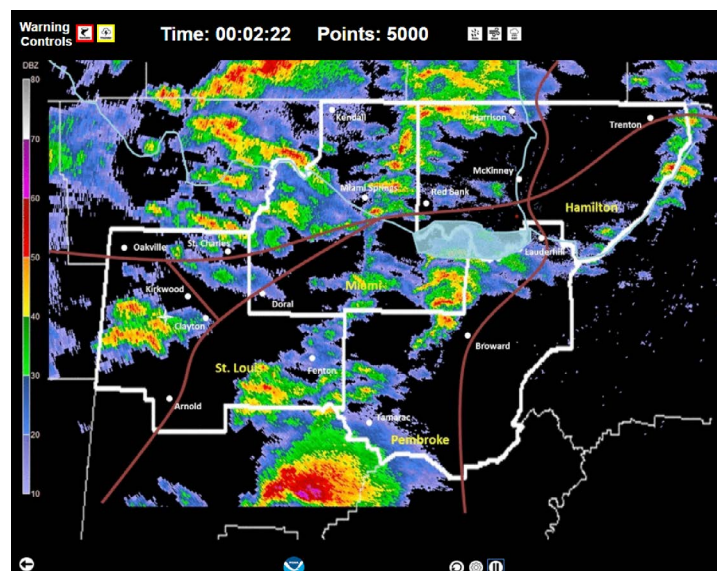 Warning Controls
Time: 00:02:22 Points: 5000
DBZ
80
70
60
50
40
30
20
10
Kendall
Harrison
Trenton
McKinney
Miami Springs
Red Bank
Hamilton
Oakville
St. Charles
Lauderhill
Kirkwood
Doral
Miami
Clayton
Broward
St. Louis
Fenton
Arnold
Tamarac
Pembroke